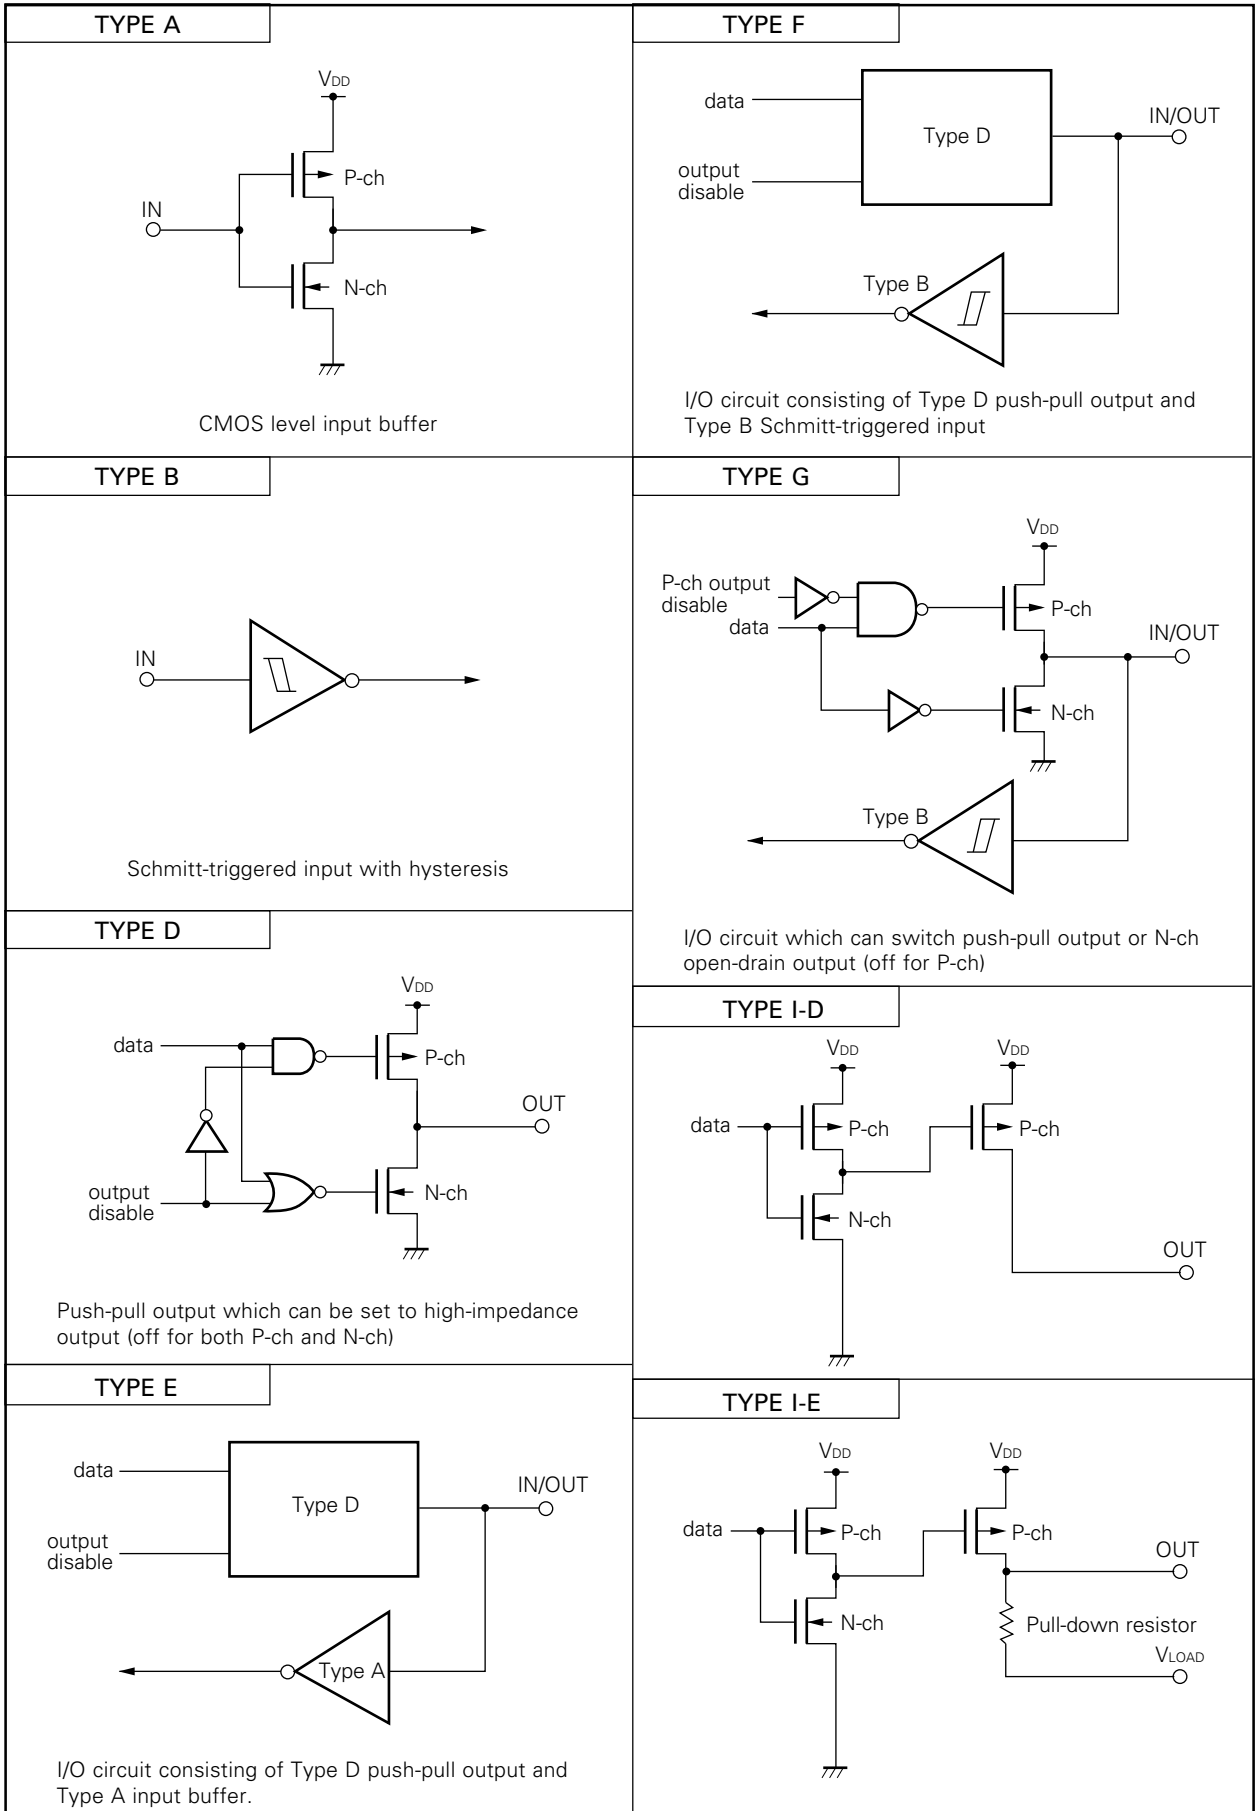 TYPE A
VDD
P-ch
IN
N-ch
CMOS level input buffer
TYPE B
IN
Schmitt-triggered input with hysteresis
TYPE D
VDD
data
P-ch
OUT
output
disable
N-ch
Push-pull output which can be set to high-impedance
output (off for both P-ch and N-ch)
TYPE E
data
Type D
IN/OUT
output
disable
Type A
I/O circuit consisting of Type D push-pull output and
Type A input buffer.
TYPE F
data
Type D
IN/OUT
output
disable
Type B
I/O circuit consisting of Type D push-pull output and
Type B Schmitt-triggered input
TYPE G
VDD
P-ch output
disable
P-ch
data
IN/OUT
N-ch
Type B
I/O circuit which can switch push-pull output or N-ch
open-drain output (off for P-ch)
TYPE I-D
VDD VDD
data
P-ch P-ch
N-ch
OUT
TYPE I-E
VDD VDD
data
P-ch P-ch
OUT
N-ch
Pull-down resistor
VLOAD